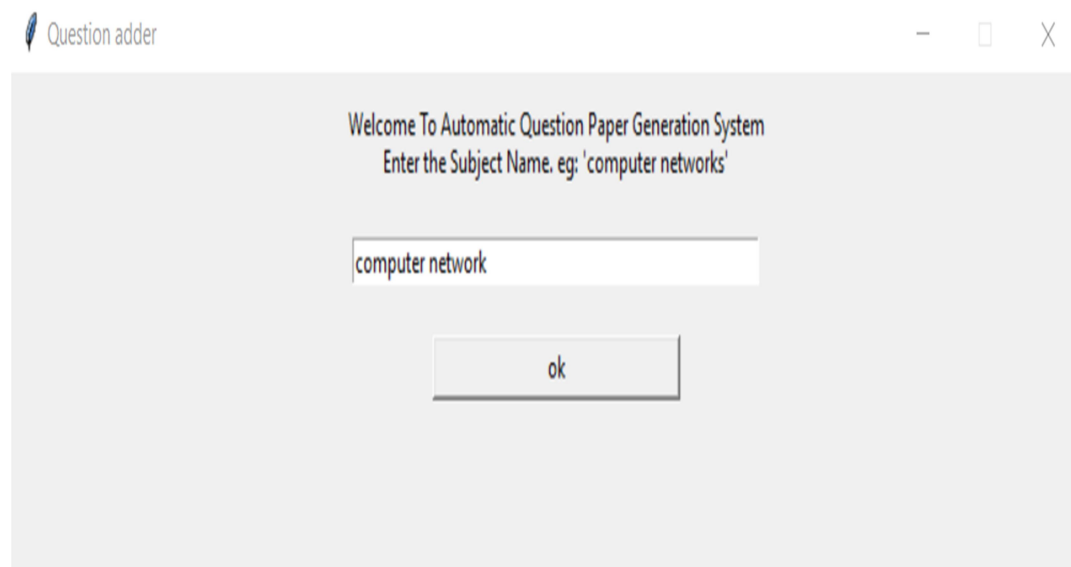 Question adder
Welcome To Automatic Question Paper Generation System
Enter the Subject Name. eg: 'computer networks'
computer network
ok